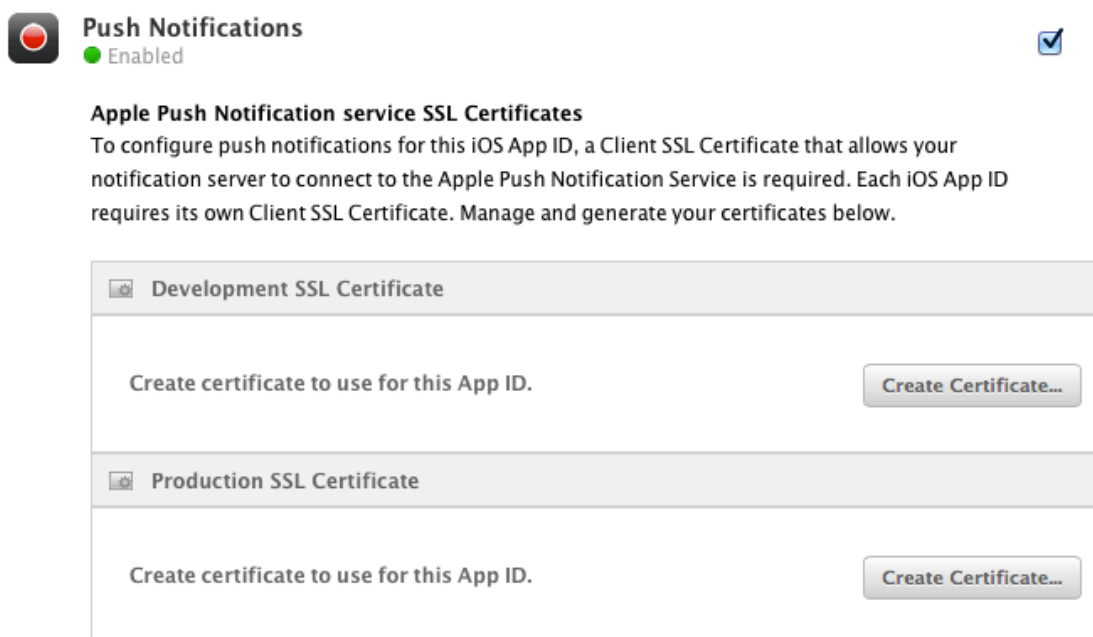 Push Notifications
Enabled
Apple Push Notification service SSL Certificates
To configure push notifications for this iOS App ID, a Client SSL Certificate that allows your
notification server to connect to the Apple Push Notification Service is required. Each iOS App ID
requires its own Client SSL Certificate. Manage and generate your certificates below.
Development SSL Certificate
Create certificate to use for this App ID.
Create Certificate...
Production SSL Certificate
Create certificate to use for this App ID.
Create Certificate...